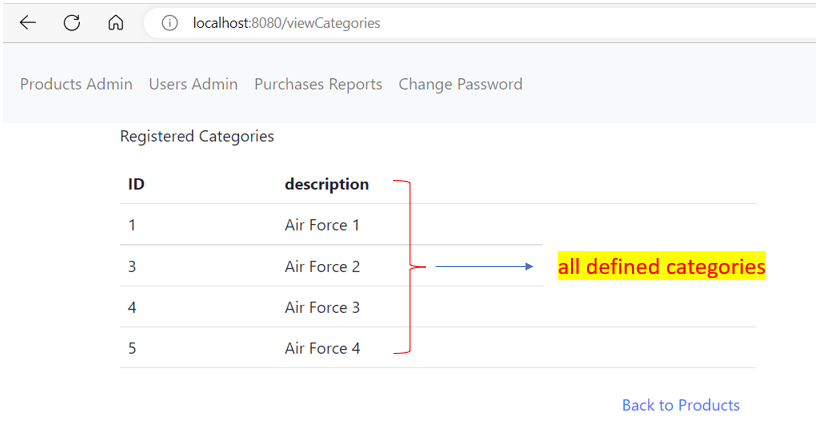 localhost:8080/viewCategories
Products Admin Users Admin Purchases Reports Change Password
Registered Categories
ID description
1 Air Force 1
3 Air Force 2
all defined categories
4 Air Force 3
5 Air Force 4
Back to Products